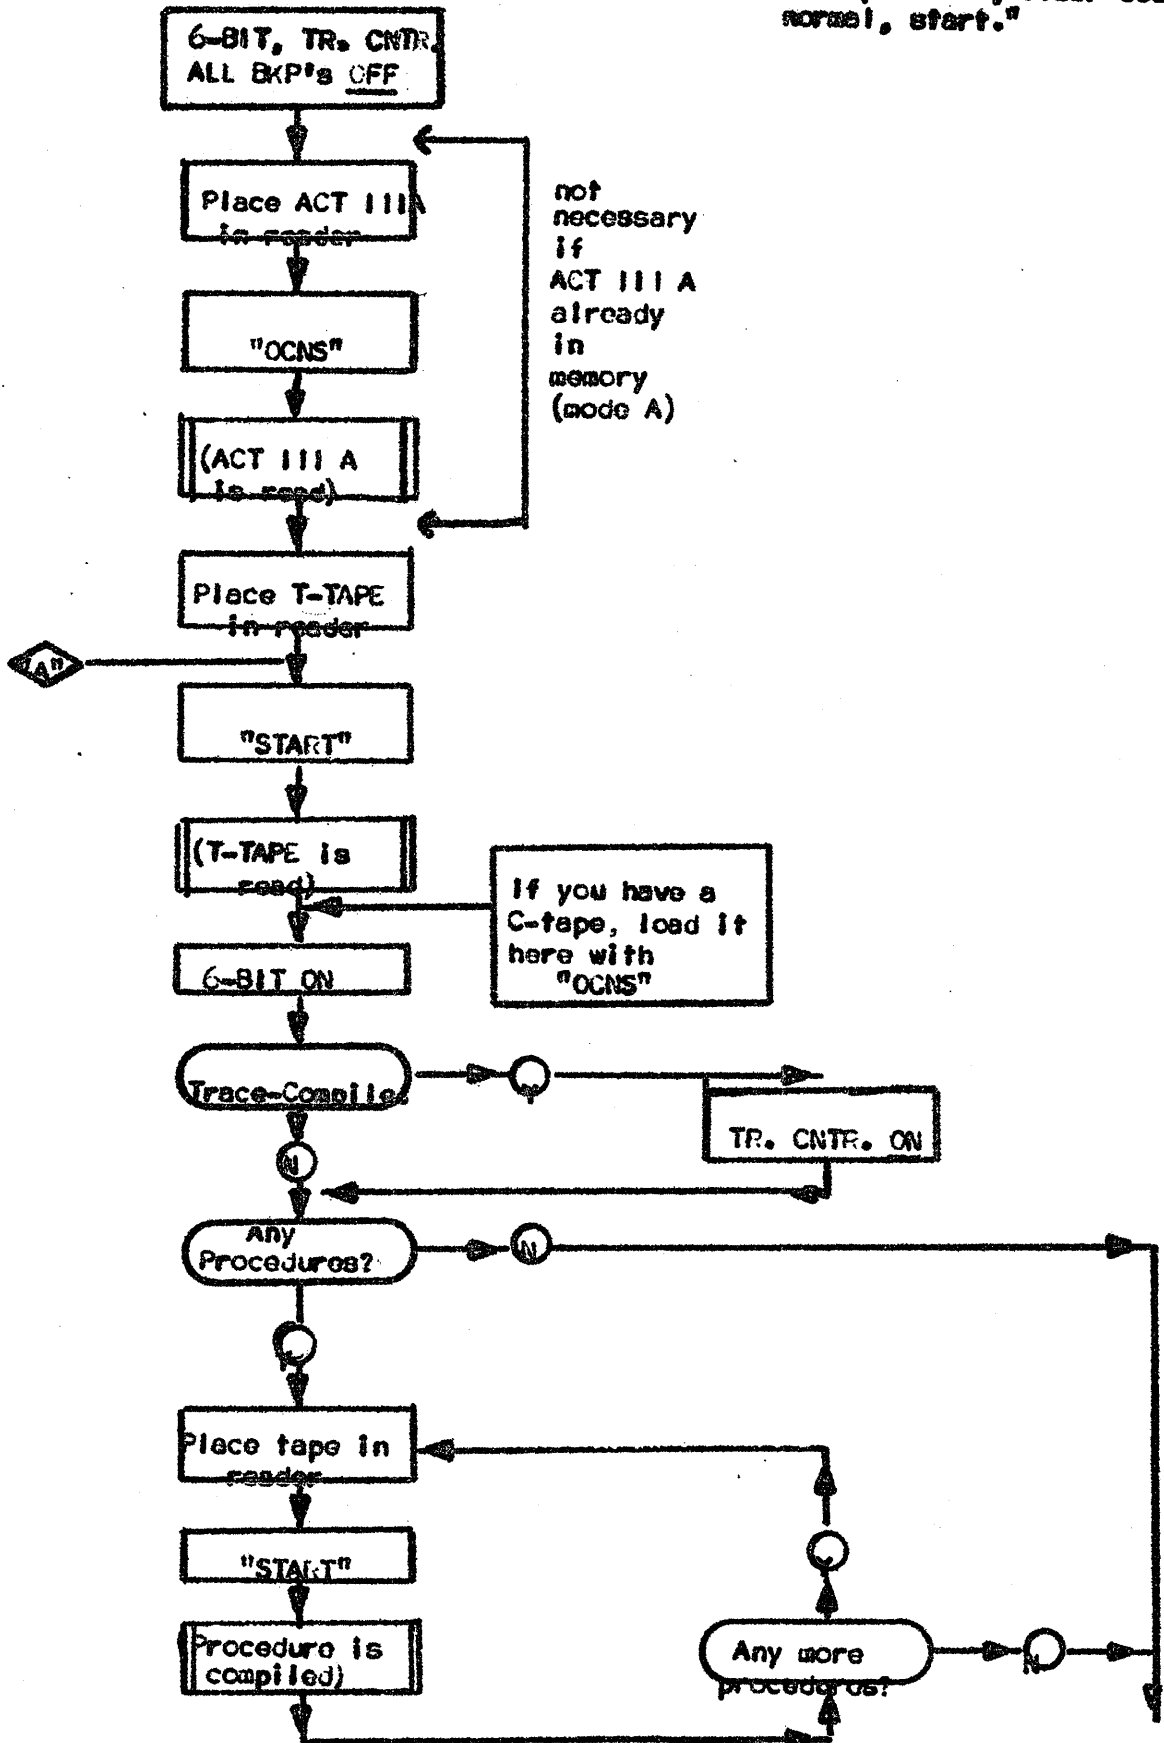 normal, start."
6-BIT, TR. CNTR.
ALL BKP's OFF
Place ACT IIIA
in reader
not
necessary
if
ACT III A
already
in
memory
(mode A)
"OCNS"
(ACT III A
is read)
Place T-TAPE
in reader
"A"
"START"
(T-TAPE is
read)
If you have a
C-tape, load it
here with
"OCNS"
6-BIT ON
Trace-Compile
Y
TR. CNTR. ON
N
Any
Procedures?
N
Y
Place tape in
reader
"START"
Y
Procedure is
compiled)
Any more
procedures?
N